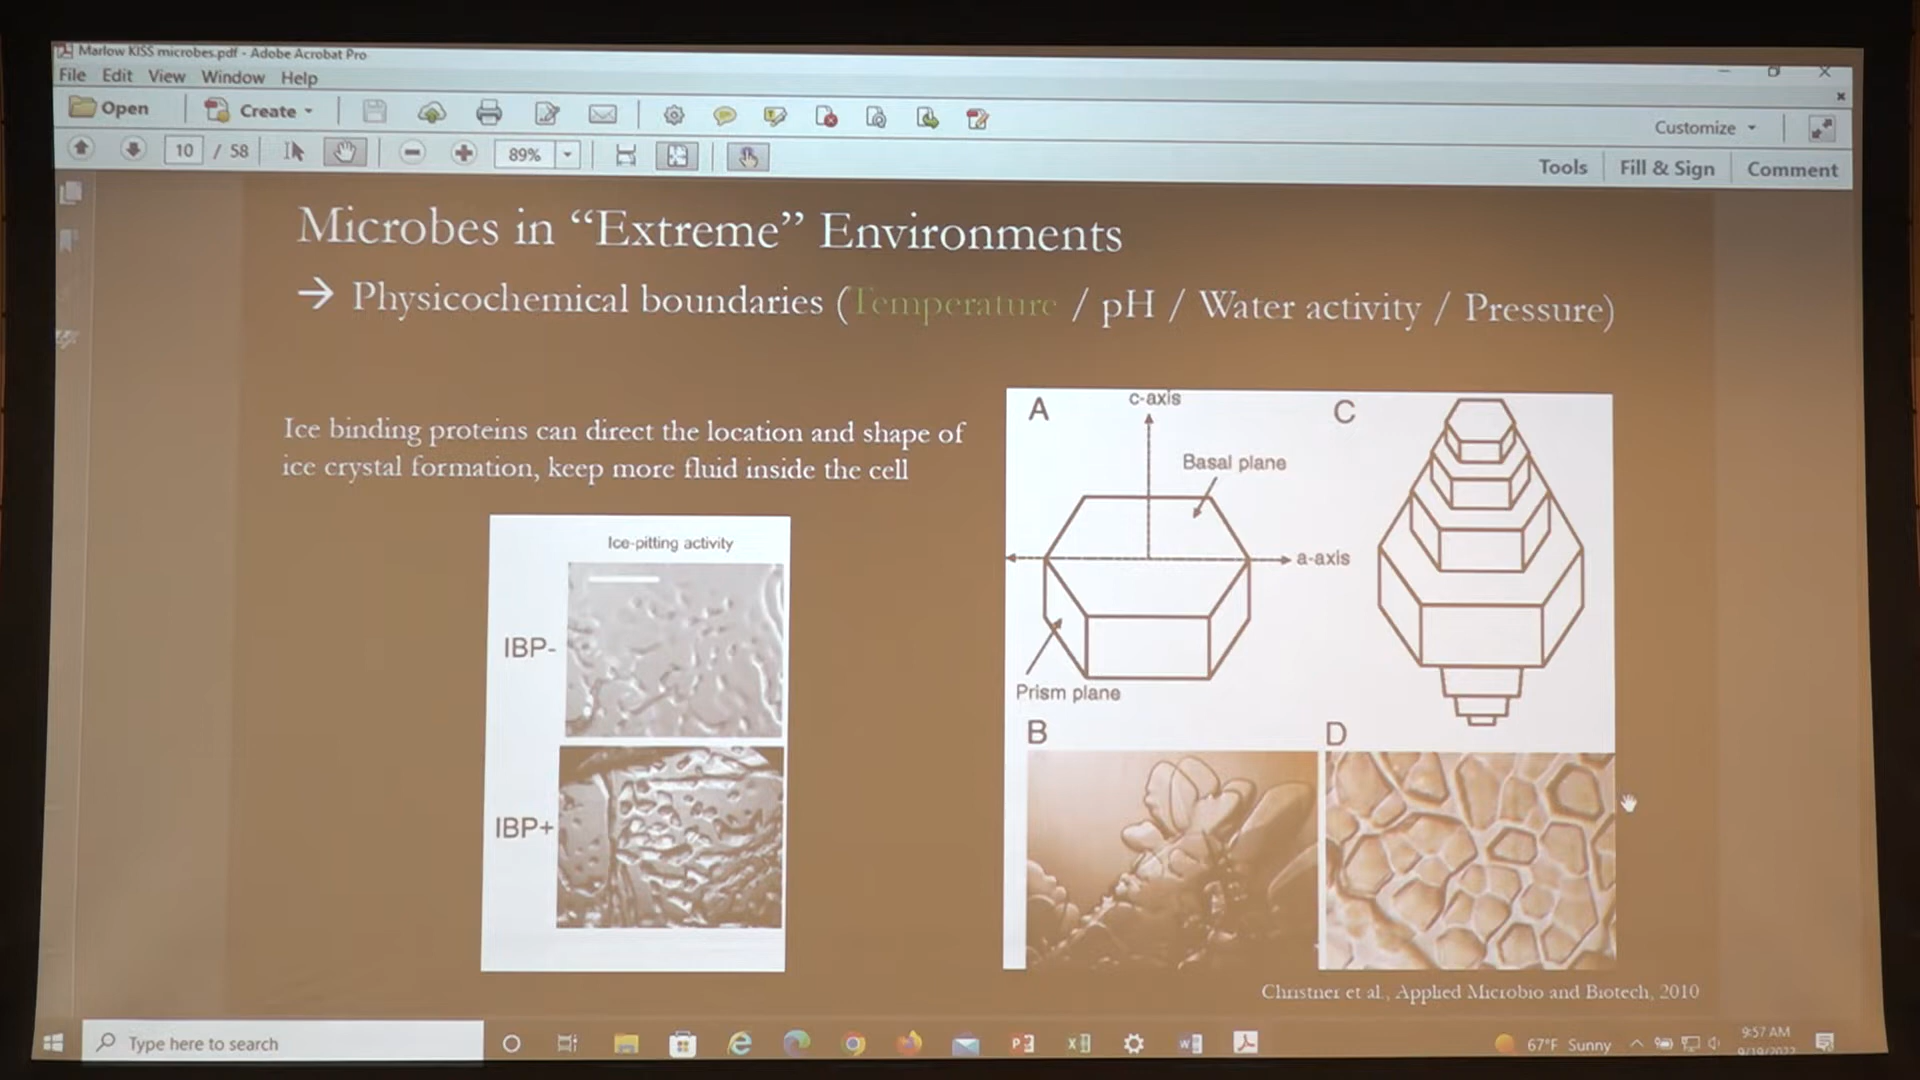 Marlow KISS microbes.pdf - Adobe Acrobat Pro
File Edit View Window Help
Open Create Customize
10 / 58 89% Tools Fill & Sign Comment
Microbes in “Extreme” Environments
→ Physicochemical boundaries (Temperature / pH / Water activity / Pressure)
Ice binding proteins can direct the location and shape of
ice crystal formation, keep more fluid inside the cell
Ice-pitting activity
IBP-
IBP+
A
c-axis
Basal plane
a-axis
Prism plane
C
B
D
Christner et al., Applied Microbio and Biotech, 2010
Type here to search
67°F Sunny
9:57 AM
9/19/2022